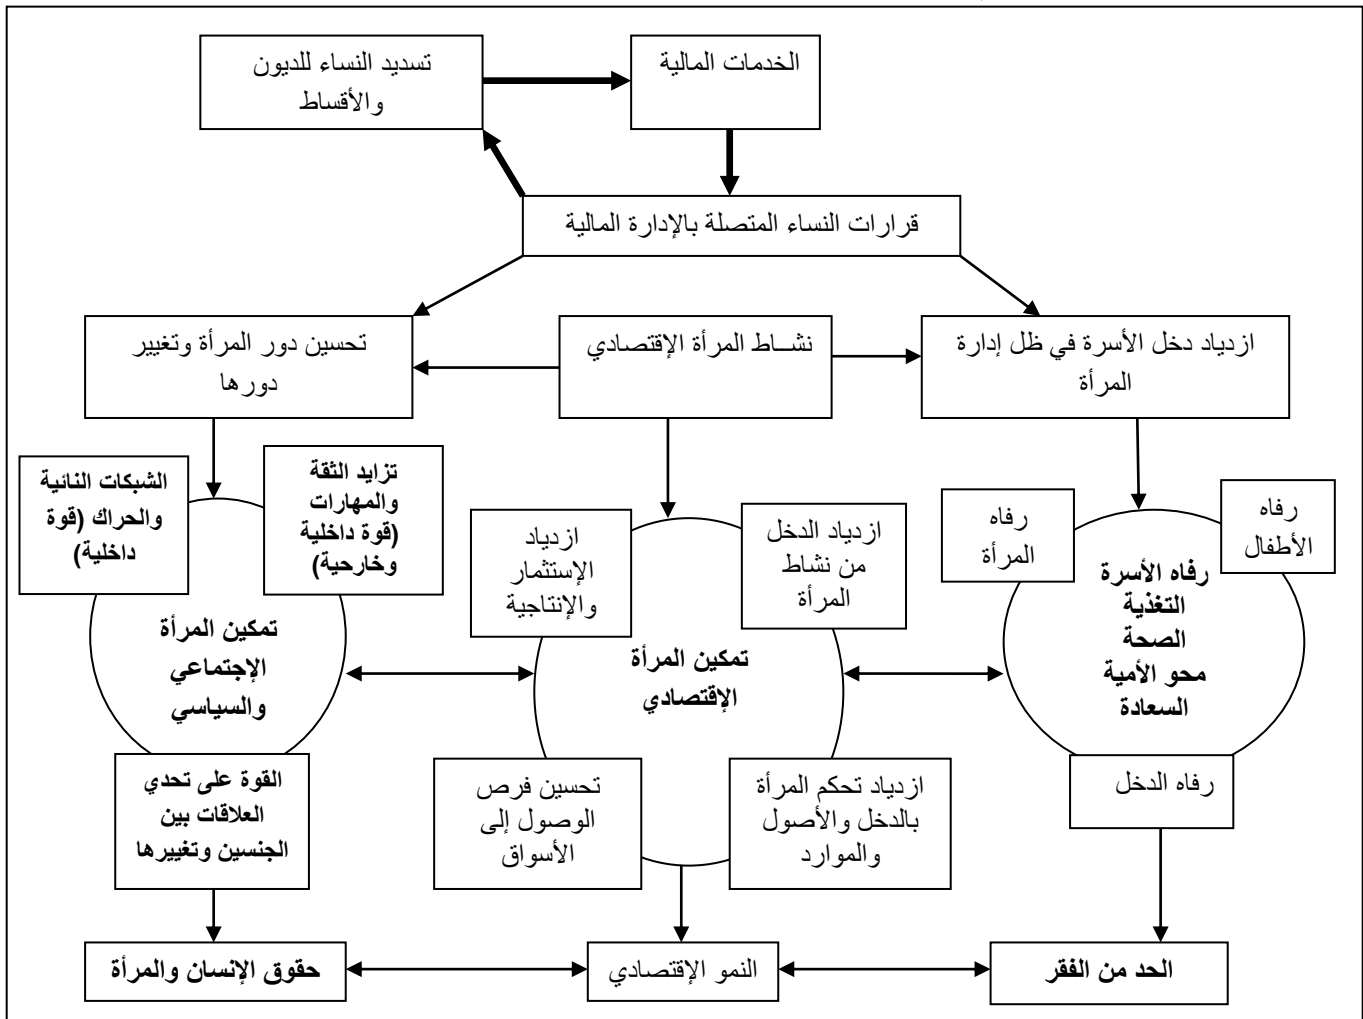 الخدمات المالية
تسديد النساء للديون
والأقساط
قرارات النساء المتصلة بالإدارة المالية
ازدياد دخل الأسرة في ظل إدارة
المرأة
نشــاط المرأة الإقتصادي
تحسين دور المرأة وتغيير
دورها
رفاه
الأطفال
رفاه
المرأة
رفاه الأسرة
التغذية
الصحة
محو الأمية
السعادة
رفاه الدخل
ازدياد الدخل
من نشاط
المرأة
ازدياد
الإستثمار
والإنتاجية
تمكين المرأة
الإقتصادي
ازدياد تحكم المرأة
بالدخل والأصول
والموارد
تحسين فرص
الوصول إلى
الأسواق
تزايد الثقة
والمهارات
(قوة داخلية
وخارحية)
الشبكات النائية
والحراك (قوة
داخلية)
تمكين المرأة
الإجتماعي
والسياسي
القوة على تحدي
العلاقات بين
الجنسين وتغييرها
الحد من الفقر
النمو الإقتصادي
حقوق الإنسان والمرأة